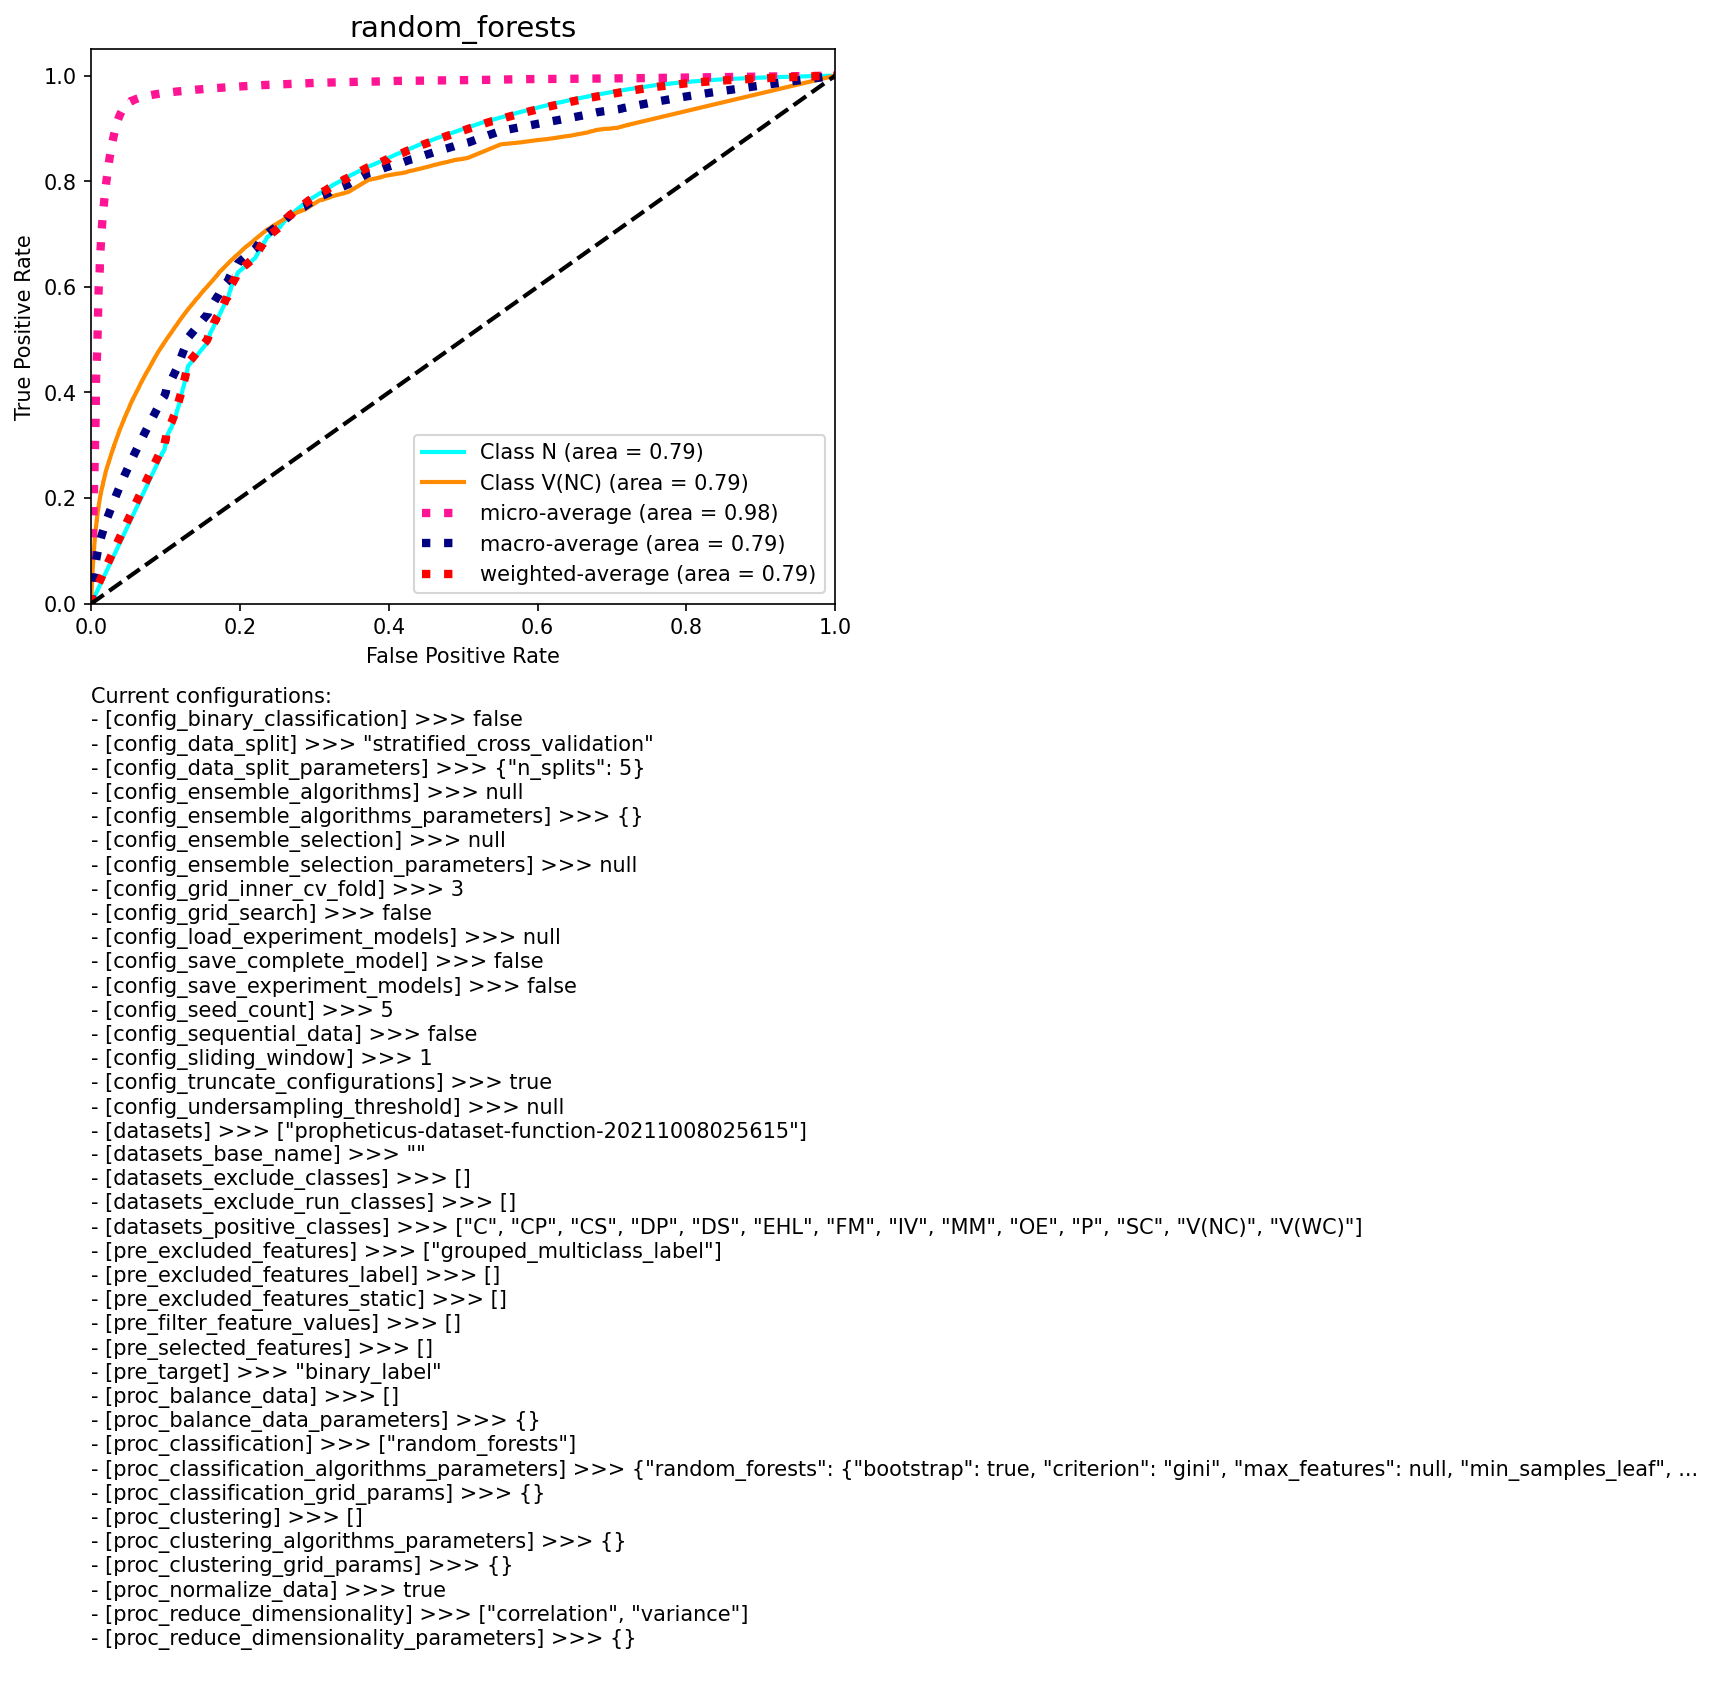 random_forests
1.0
0.8
0.6
0.4
0.2
0.0
True Positive Rate
Class N (area = 0.79)
Class V(NC) (area = 0.79)
micro-average (area = 0.98)
macro-average (area = 0.79)
weighted-average (area = 0.79)
0.0 0.2 0.4 0.6 0.8 1.0
False Positive Rate
Current configurations:
- [config_binary_classification] >>> false
- [config_data_split] >>> "stratified_cross_validation"
- [config_data_split_parameters] >>> {"n_splits": 5}
- [config_ensemble_algorithms] >>> null
- [config_ensemble_algorithms_parameters] >>> {}
- [config_ensemble_selection] >>> null
- [config_ensemble_selection_parameters] >>> null
- [config_grid_inner_cv_fold] >>> 3
- [config_grid_search] >>> false
- [config_load_experiment_models] >>> null
- [config_save_complete_model] >>> false
- [config_save_experiment_models] >>> false
- [config_seed_count] >>> 5
- [config_sequential_data] >>> false
- [config_sliding_window] >>> 1
- [config_truncate_configurations] >>> true
- [config_undersampling_threshold] >>> null
- [datasets] >>> ["propheticus-dataset-function-20211008025615"]
- [datasets_base_name] >>> ""
- [datasets_exclude_classes] >>> []
- [datasets_exclude_run_classes] >>> []
- [datasets_positive_classes] >>> ["C", "CP", "CS", "DP", "DS", "EHL", "FM", "IV", "MM", "OE", "P", "SC", "V(NC)", "V(WC)"]
- [pre_excluded_features] >>> ["grouped_multiclass_label"]
- [pre_excluded_features_label] >>> []
- [pre_excluded_features_static] >>> []
- [pre_filter_feature_values] >>> []
- [pre_selected_features] >>> []
- [pre_target] >>> "binary_label"
- [proc_balance_data] >>> []
- [proc_balance_data_parameters] >>> {}
- [proc_classification] >>> ["random_forests"]
- [proc_classification_algorithms_parameters] >>> {"random_forests": {"bootstrap": true, "criterion": "gini", "max_features": null, "min_samples_leaf", ...
- [proc_classification_grid_params] >>> {}
- [proc_clustering] >>> []
- [proc_clustering_algorithms_parameters] >>> {}
- [proc_clustering_grid_params] >>> {}
- [proc_normalize_data] >>> true
- [proc_reduce_dimensionality] >>> ["correlation", "variance"]
- [proc_reduce_dimensionality_parameters] >>> {}